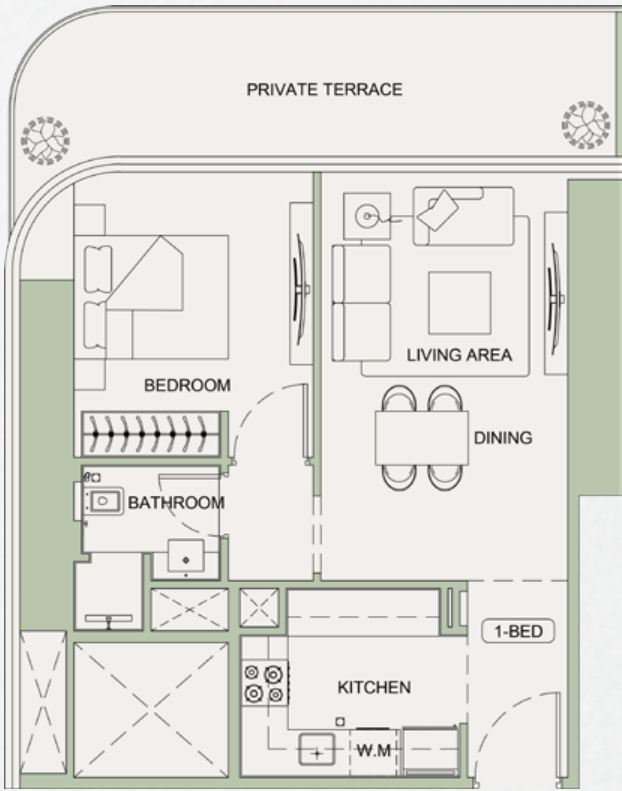 PRIVATE TERRACE
LIVING AREA
BEDROOM
DINING
BATHROOM
1-BED
KITCHEN
W.M